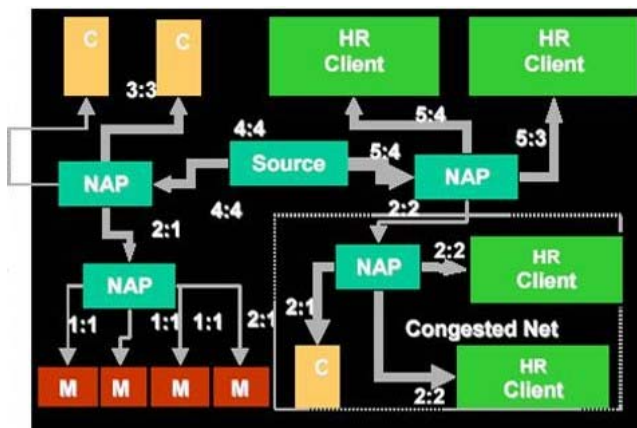 C
C
HR
Client
HR
Client
3:3
4:4
5:4
5:3
Source
5:4
NAP
NAP
4:4
2:2
2:1
NAP
2:2
HR
Client
NAP
2:1
1:1
1:1
1:1
2:1
Congested Net
C
HR
Client
M
M
M
M
2:2